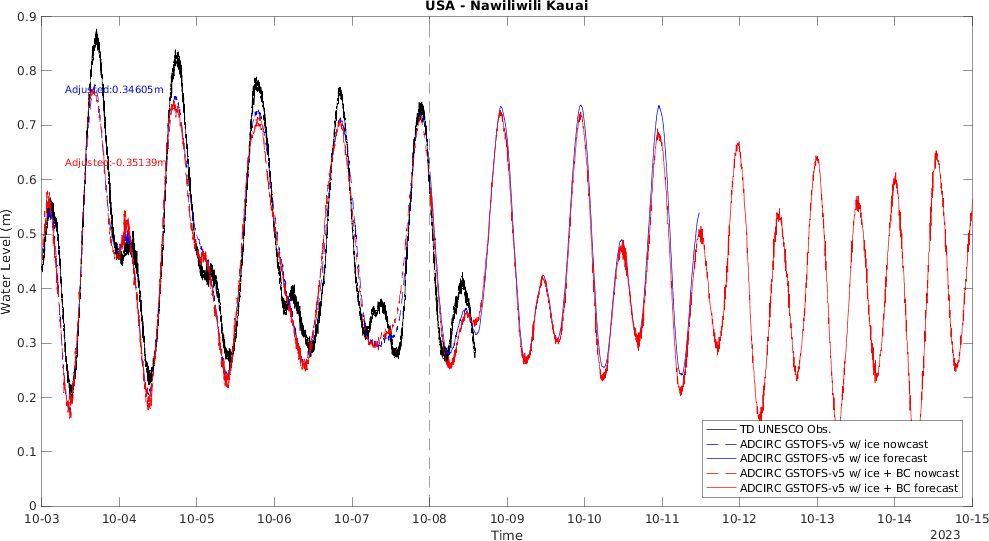 USA - Nawiliwili Kauai
0.9
0.8
0.7
0.6
0.5
0.4
0.3
0.2
0.1
0
Water Level (m)
Adjusted:0.34605m
Adjusted:-0.35139m
TD UNESCO Obs.
ADCIRC GSTOFS-v5 w/ ice nowcast
ADCIRC GSTOFS-v5 w/ ice forecast
ADCIRC GSTOFS-v5 w/ ice + BC nowcast
ADCIRC GSTOFS-v5 w/ ice + BC forecast
10-03 10-04 10-05 10-06 10-07 10-08 10-09 10-10 10-11 10-12 10-13 10-14 10-15
Time
2023